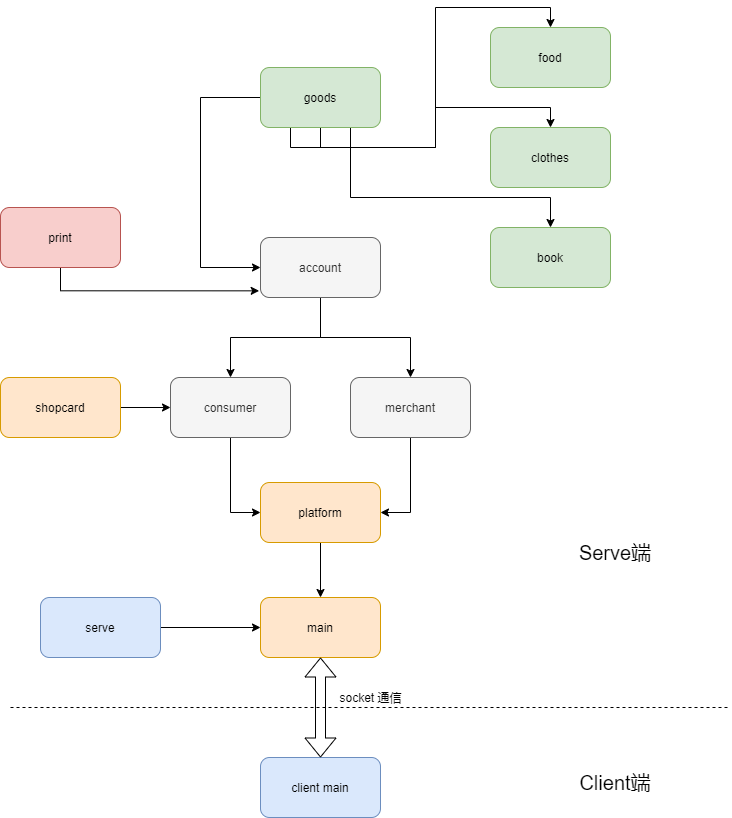 food
goods
clothes
print
book
account
shopcard
consumer
merchant
platform
Serve端
serve
main
socket 通信
Client端
client main